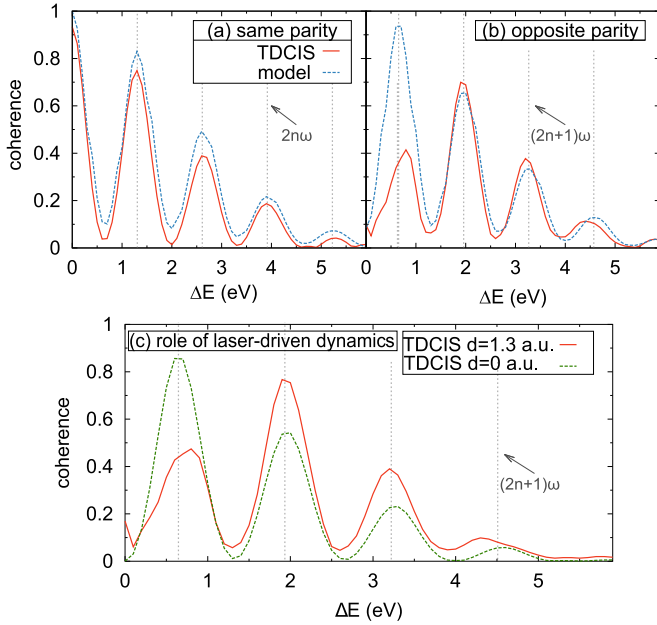 (a) same parity
TDCIS
model
2nω
1
0.8
0.6
0.4
0.2
0
coherence
0 1 2 3 4 5
ΔE (eV)
(b) opposite parity
(2n+1)ω
1 2 3 4 5
ΔE (eV)
(c) role of laser-driven dynamics
TDCIS d=1.3 a.u.
TDCIS d=0 a.u.
(2n+1)ω
1
0.8
0.6
0.4
0.2
0
coherence
0 1 2 3 4 5
ΔE (eV)